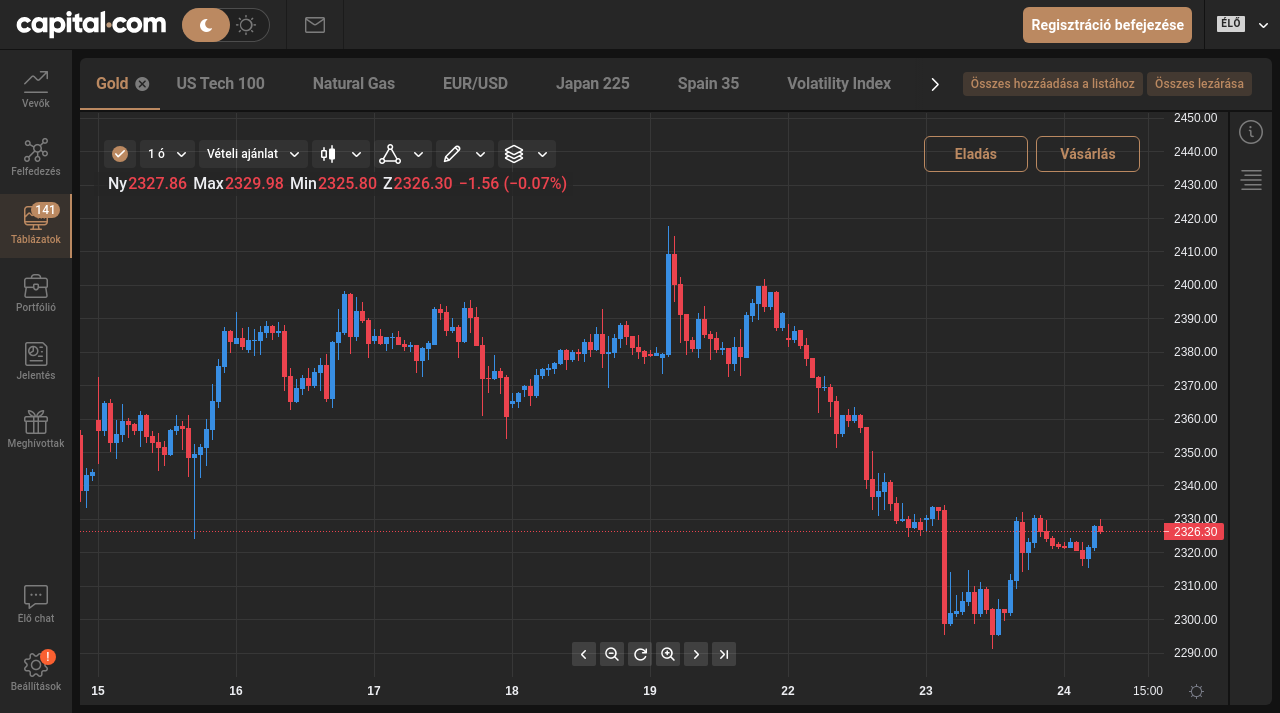 capital.com
Regisztráció befejezése
ÉLŐ
Vevők
Felfedezés
141
Táblázatok
Portfólió
Jelentés
Meghívottak
Élő chat
!
Beállítások
Gold
US Tech 100
Natural Gas
EUR/USD
Japan 225
Spain 35
Volatility Index
Összes hozzáadása a listához
Összes lezárása
1 ó
Vételi ajánlat
Eladás
Vásárlás
Ny2327.86 Max2329.98 Min2325.80 Z2326.30 −1.56 (−0.07%)
2450.00
2440.00
2430.00
2420.00
2410.00
2400.00
2390.00
2380.00
2370.00
2360.00
2350.00
2340.00
2330.00
2326.30
2320.00
2310.00
2300.00
2290.00
15
16
17
18
19
22
23
24
15:00